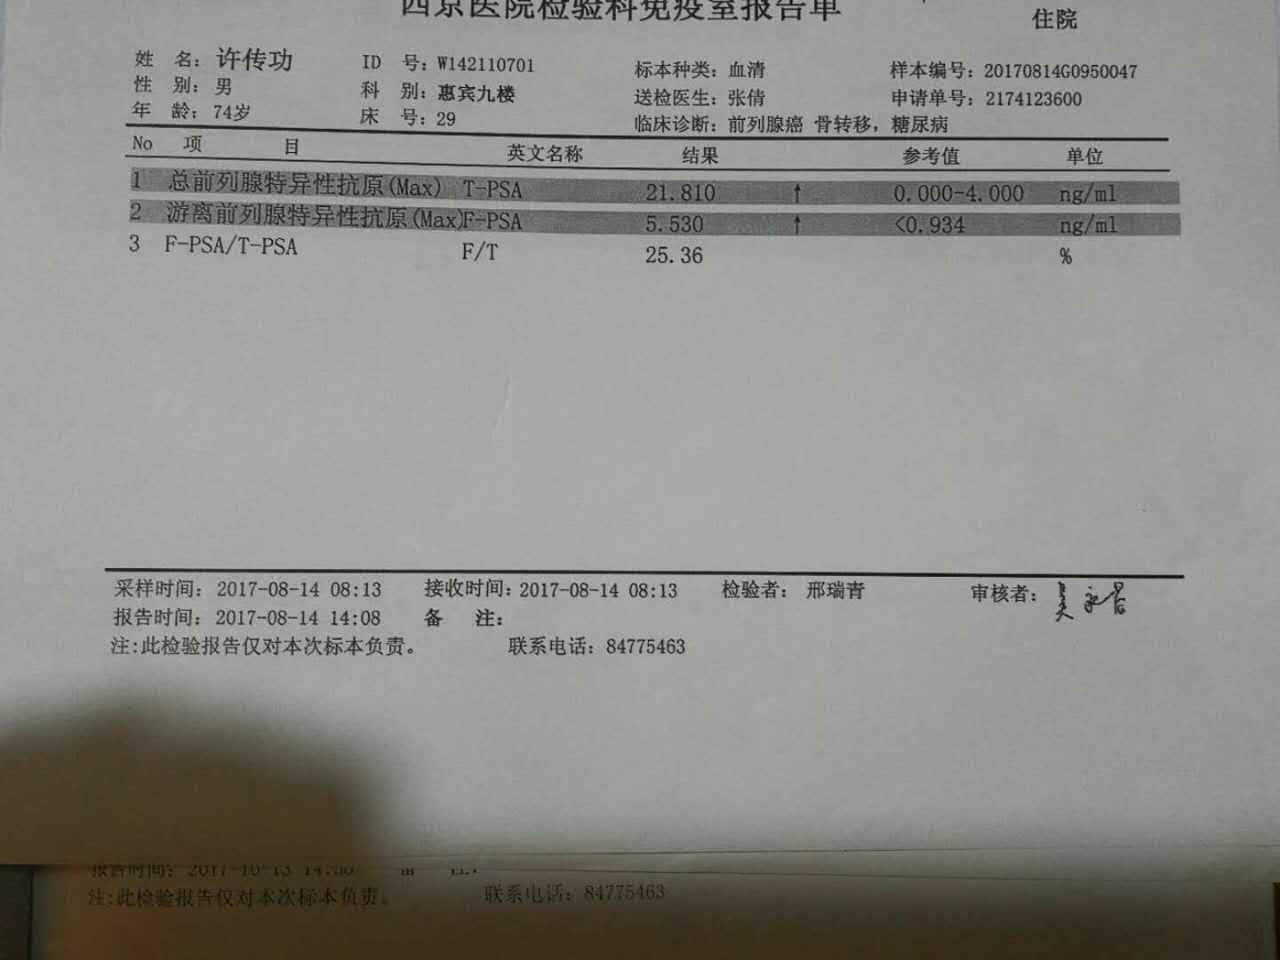 西京医院检验科免疫室报告单
住院
姓 名: 许传功 ID 号: W142110701 标本种类: 血清 样本编号: 20170814G0950047
性 别: 男 科 别: 惠宾九楼 送检医生: 张倩 申请单号: 2174123600
年 龄: 74岁 床 号: 29 临床诊断: 前列腺癌 骨转移, 糖尿病
No 项 目 英文名称 结果 参考值 单位
1 总前列腺特异性抗原(Max) T-PSA 21.810 ↑ 0.000-4.000 ng/ml
2 游离前列腺特异性抗原(Max)F-PSA 5.530 ↑ <0.934 ng/ml
3 F-PSA/T-PSA F/T 25.36 %
采样时间: 2017-08-14 08:13 接收时间: 2017-08-14 08:13 检验者: 邢瑞青 审核者:
报告时间: 2017-08-14 14:08 备 注:
注:此检验报告仅对本次标本负责。 联系电话: 84775463
报告时间: 2017-10-13
注:此检验报告仅对本次标本负责。 联系电话: 84775463